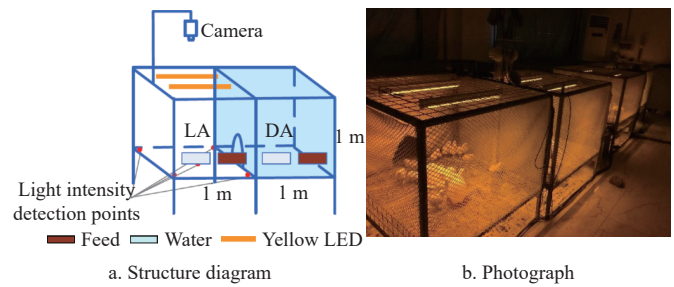 Camera
LA
DA
1 m
Light intensity
detection points
1 m
1 m
Feed
Water
Yellow LED
a. Structure diagram
b. Photograph